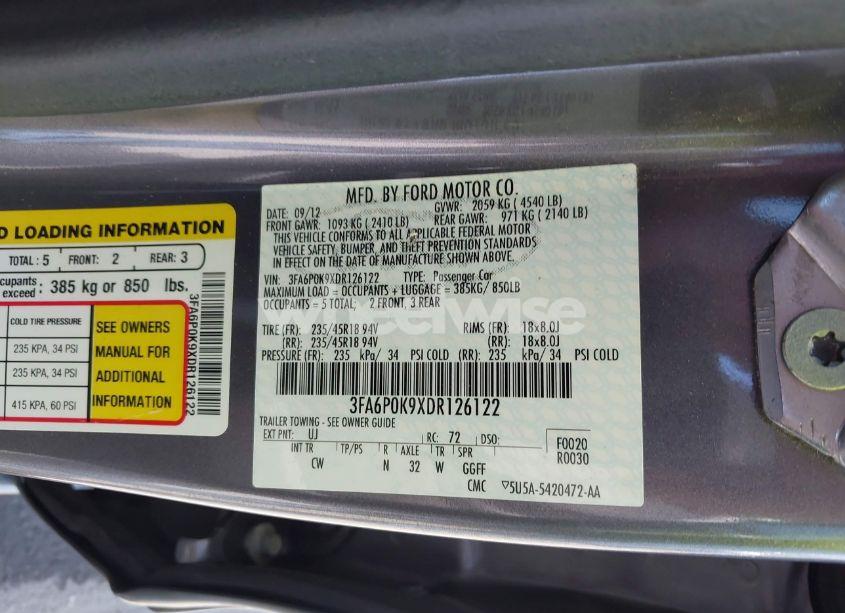 D LOADING INFORMATION
TOTAL: 5 FRONT: 2 REAR: 3
cupants
exceed: 385 kg or 850 lbs.
COLD TIRE PRESSURE
235 KPA, 34 PSI
235 KPA, 34 PSI
415 KPA, 60 PSI
SEE OWNERS
MANUAL FOR
ADDITIONAL
INFORMATION
3FA6P0K9XDR126122
MFD. BY FORD MOTOR CO.
DATE: 09/12 GVWR: 2059 KG (4540 LB)
FRONT GAWR: 1093 KG (2410 LB) REAR GAWR: 971 KG (2140 LB)
THIS VEHICLE CONFORMS TO ALL APPLICABLE FEDERAL MOTOR
VEHICLE SAFETY, BUMPER, AND THEFT PREVENTION STANDARDS
IN EFFECT ON THE DATE OF MANUFACTURE SHOWN ABOVE.
VIN: 3FA6P0K9XDR126122 TYPE: Passenger Car
MAXIMUM LOAD = OCCUPANTS + LUGGAGE = 385KG/ 850LB
OCCUPANTS = 5 TOTAL; 2 FRONT, 3 REAR
TIRE (FR): 235/45R18 94V RIMS (FR): 18x8.0J
(RR): 235/45R18 94V (RR): 18x8.0J
PRESSURE (FR): 235 kPa/ 34 PSI COLD (RR): 235 kPa/ 34 PSI COLD
3FA6P0K9XDR126122
TRAILER TOWING - SEE OWNER GUIDE
EXT PNT: UJ RC: 72 DSO: F0020
INT TR TP/PS R AXLE TR SPR R0030
CW N 32 W GGFF
CMC ▽5U5A-5420472-AA